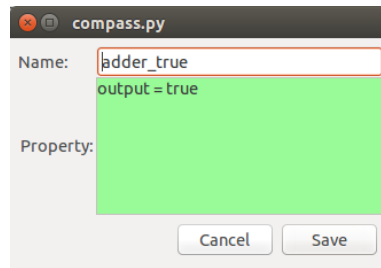 compass.py
Name: adder_true
output = true
Property:
Cancel Save